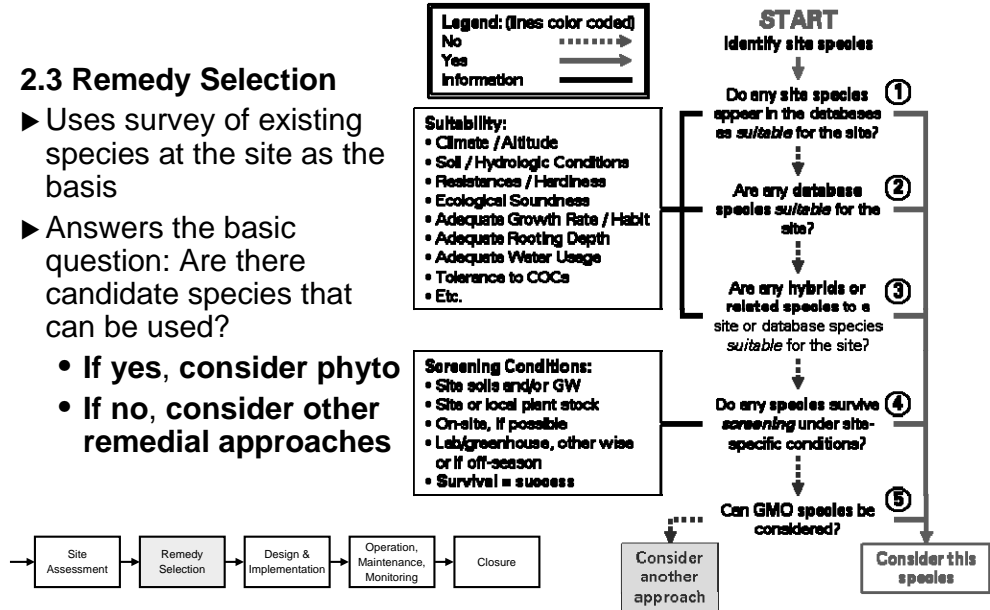 2.3 Remedy Selection
▶ Uses survey of existing
species at the site as the
basis
▶ Answers the basic
question: Are there
candidate species that
can be used?
• If yes, consider phyto
• If no, consider other
remedial approaches
Legend: (lines color coded)
No
Yes
Information
Suitability:
• Climate / Altitude
• Soil / Hydrologic Conditions
• Resistances / Hardiness
• Ecological Soundness
• Adequate Growth Rate / Habit
• Adequate Rooting Depth
• Adequate Water Usage
• Tolerance to COCs
• Etc.
Screening Conditions:
• Site soils and/or GW
• Site or local plant stock
• On-site, if possible
• Lab/greenhouse, other wise
or if off-season
• Survival = success
START
Identify site species
Do any site species
appear in the databases
as suitable for the site?
1
Are any database
species suitable for the
site?
2
Are any hybrids or
related species to a
site or database species
suitable for the site?
3
Do any species survive
screening under site-
specific conditions?
4
Can GMO species be
considered?
5
Consider
another
approach
Consider this
species
Site
Assessment
Remedy
Selection
Design &
Implementation
Operation,
Maintenance,
Monitoring
Closure